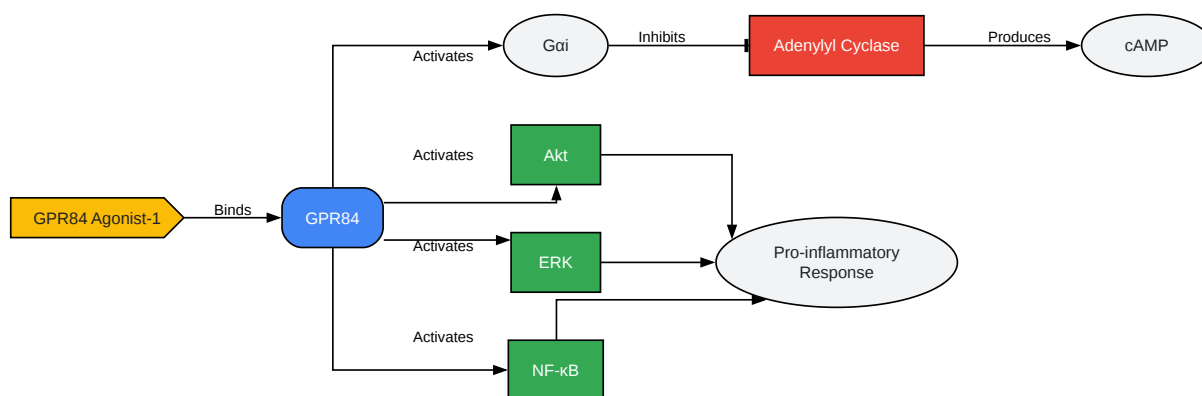 Gαi
Inhibits
Adenylyl Cyclase
Produces
cAMP
Activates
Activates
Akt
GPR84 Agonist-1
Binds
GPR84
Activates
ERK
Pro-inflammatory
Response
Activates
NF-κB